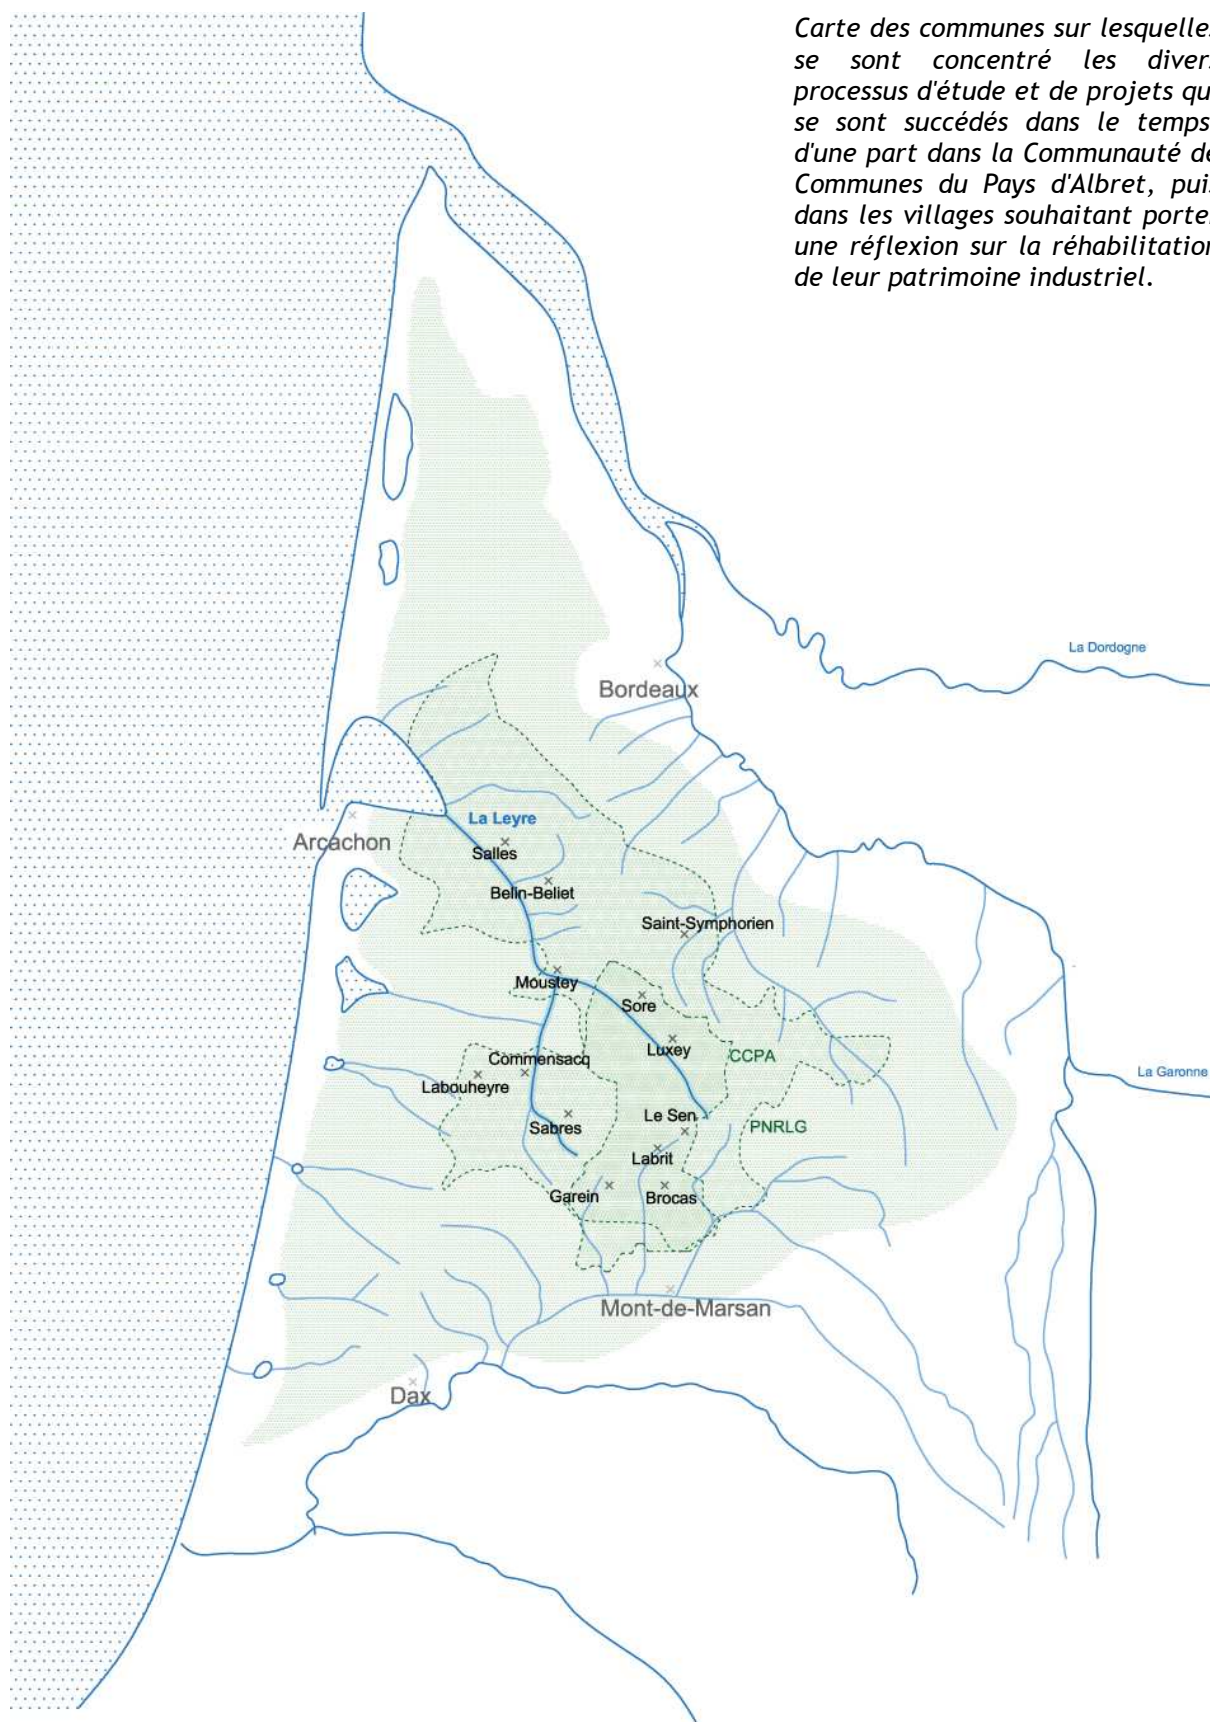 Carte des communes sur lesquelles
se sont concentré les divers
processus d'étude et de projets qui
se sont succédés dans le temps
d'une part dans la Communauté de
Communes du Pays d'Albret, puis
dans les villages souhaitant porter
une réflexion sur la réhabilitation
de leur patrimoine industriel.
La Dordogne
Bordeaux
La Leyre
Arcachon
Salles
Belin-Beliet
Saint-Symphorien
Moustey
Sore
Luxey
CCPA
Commensacq
Labouheyre
La Garonne
Le Sen
Sabres
PNRLG
Labrit
Garein
Brocas
Mont-de-Marsan
Dax